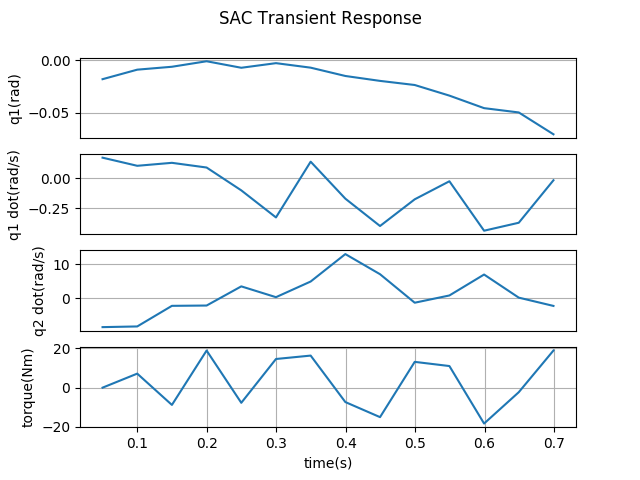 SAC Transient Response
0.00
−0.05
q1(rad)
0.00
−0.25
q1 dot(rad/s)
10
0
q2 dot(rad/s)
20
0
−20
torque(Nm)
0.1 0.2 0.3 0.4 0.5 0.6 0.7
time(s)